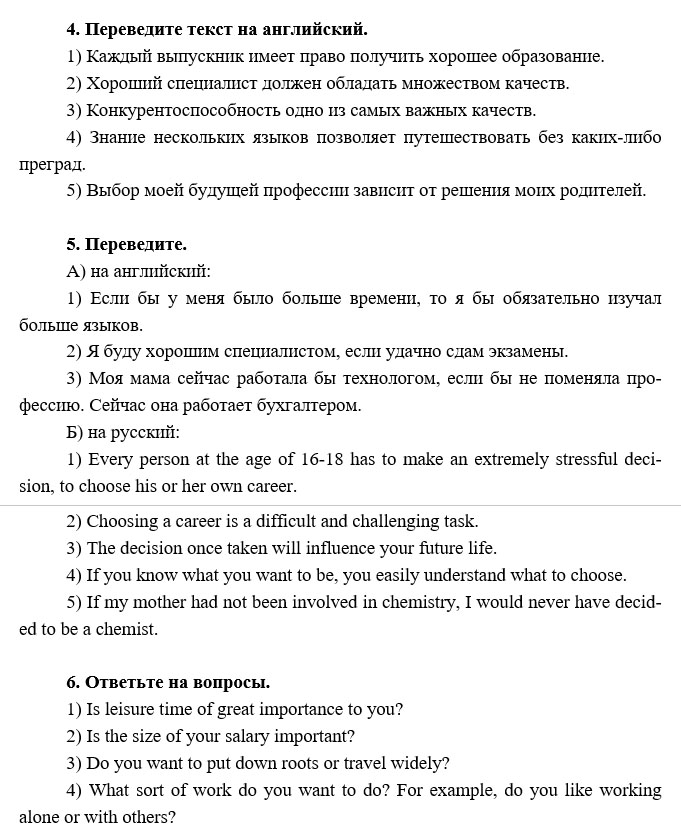 4. Переведите текст на английский.
1) Каждый выпускник имеет право получить хорошее образование.
2) Хороший специалист должен обладать множеством качеств.
3) Конкурентоспособность одно из самых важных качеств.
4) Знание нескольких языков позволяет путешествовать без каких-либо
преград.
5) Выбор моей будущей профессии зависит от решения моих родителей.
5. Переведите.
А) на английский:
1) Если бы у меня было больше времени, то я бы обязательно изучал
больше языков.
2) Я буду хорошим специалистом, если удачно сдам экзамены.
3) Моя мама сейчас работала бы технологом, если бы не поменяла про-
фессию. Сейчас она работает бухгалтером.
Б) на русский:
1) Every person at the age of 16-18 has to make an extremely stressful deci-
sion, to choose his or her own career.
2) Choosing a career is a difficult and challenging task.
3) The decision once taken will influence your future life.
4) If you know what you want to be, you easily understand what to choose.
5) If my mother had not been involved in chemistry, I would never have decid-
ed to be a chemist.
6. Ответьте на вопросы.
1) Is leisure time of great importance to you?
2) Is the size of your salary important?
3) Do you want to put down roots or travel widely?
4) What sort of work do you want to do? For example, do you like working
alone or with others?